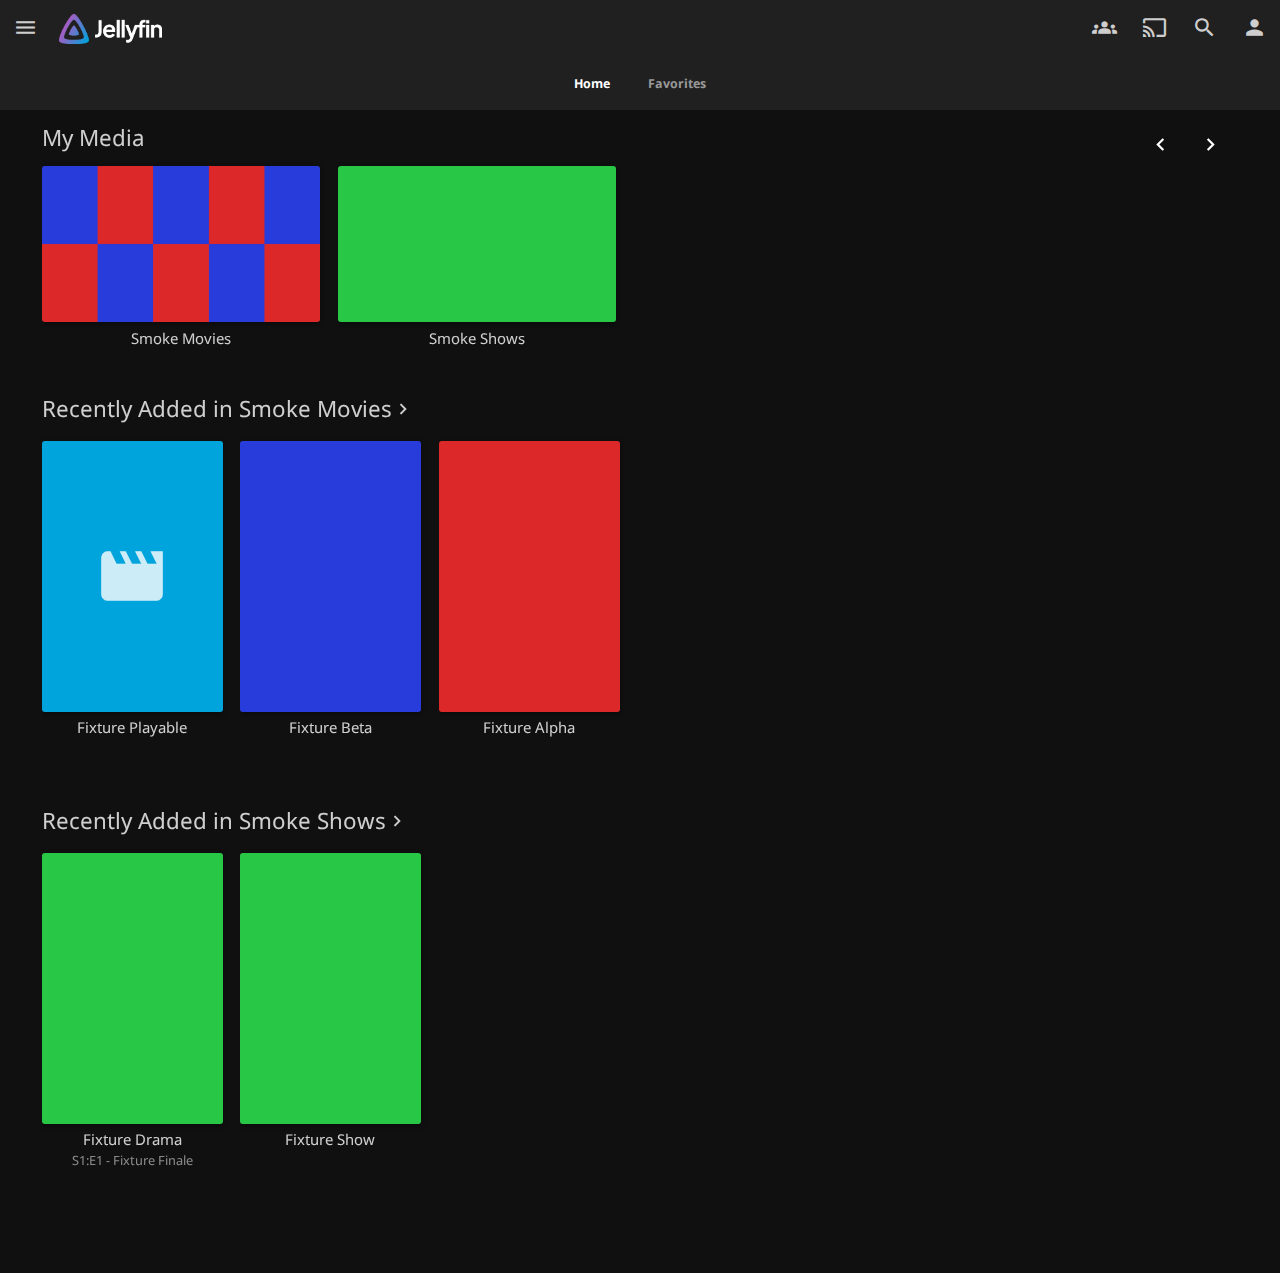 Jellyfin
Home
Favorites
My Media
Smoke Movies
Smoke Shows
Recently Added in Smoke Movies
Fixture Playable
Fixture Beta
Fixture Alpha
Recently Added in Smoke Shows
Fixture Drama
S1:E1 - Fixture Finale
Fixture Show